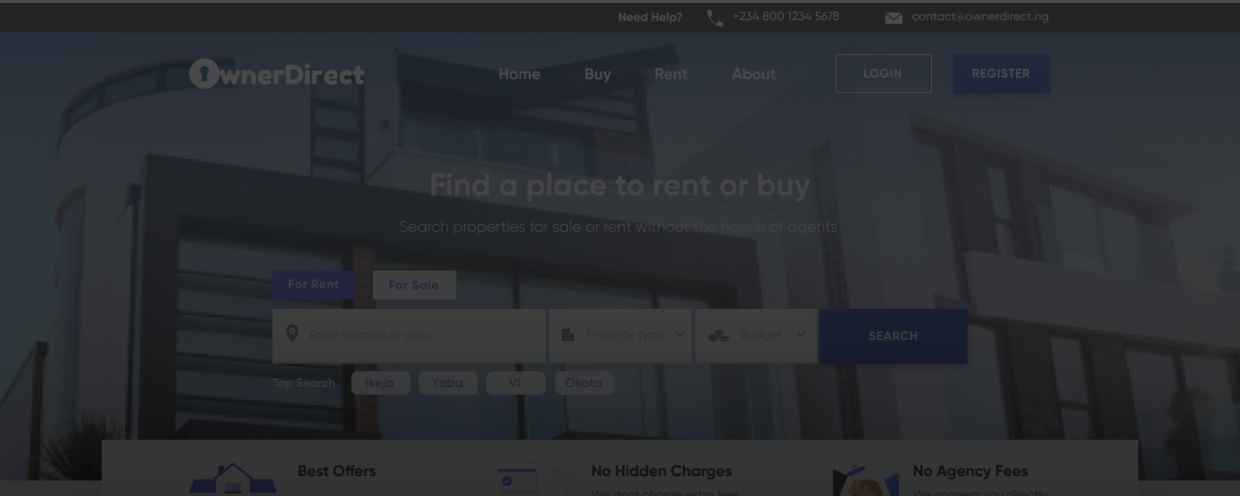 Need Help? +234 800 1234 5678 contact@ownerdirect.ng
OwnerDirect Home Buy Rent About LOGIN REGISTER
Find a place to rent or buy
Search properties for sale or rent without the hassle of agents
For Rent For Sale
Enter location or area Property type Budget SEARCH
Top Search Ikeja Yaba VI Okota
Best Offers No Hidden Charges No Agency Fees
We dont charge extra fees We connect you directly